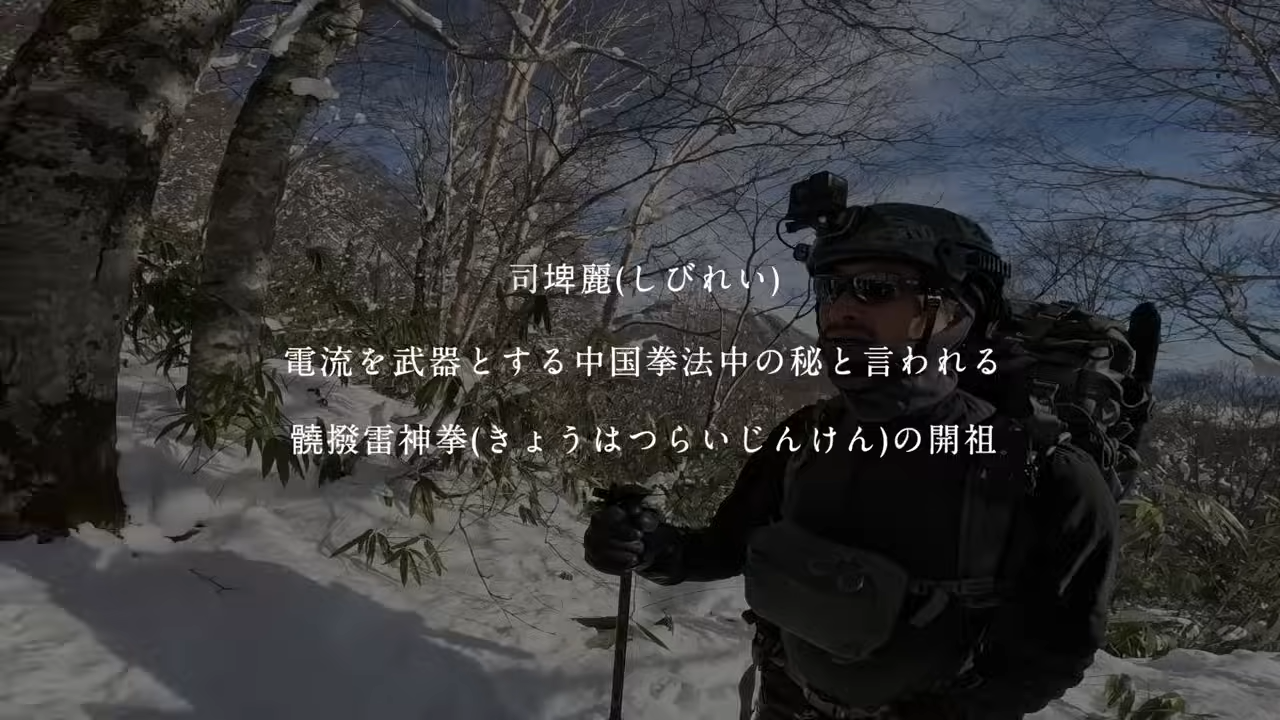 司埤麗(しびれい)
電流を武器とする中国拳法中の秘と言われる
髐撥雷神拳(きょうはつらいじんけん)の開祖